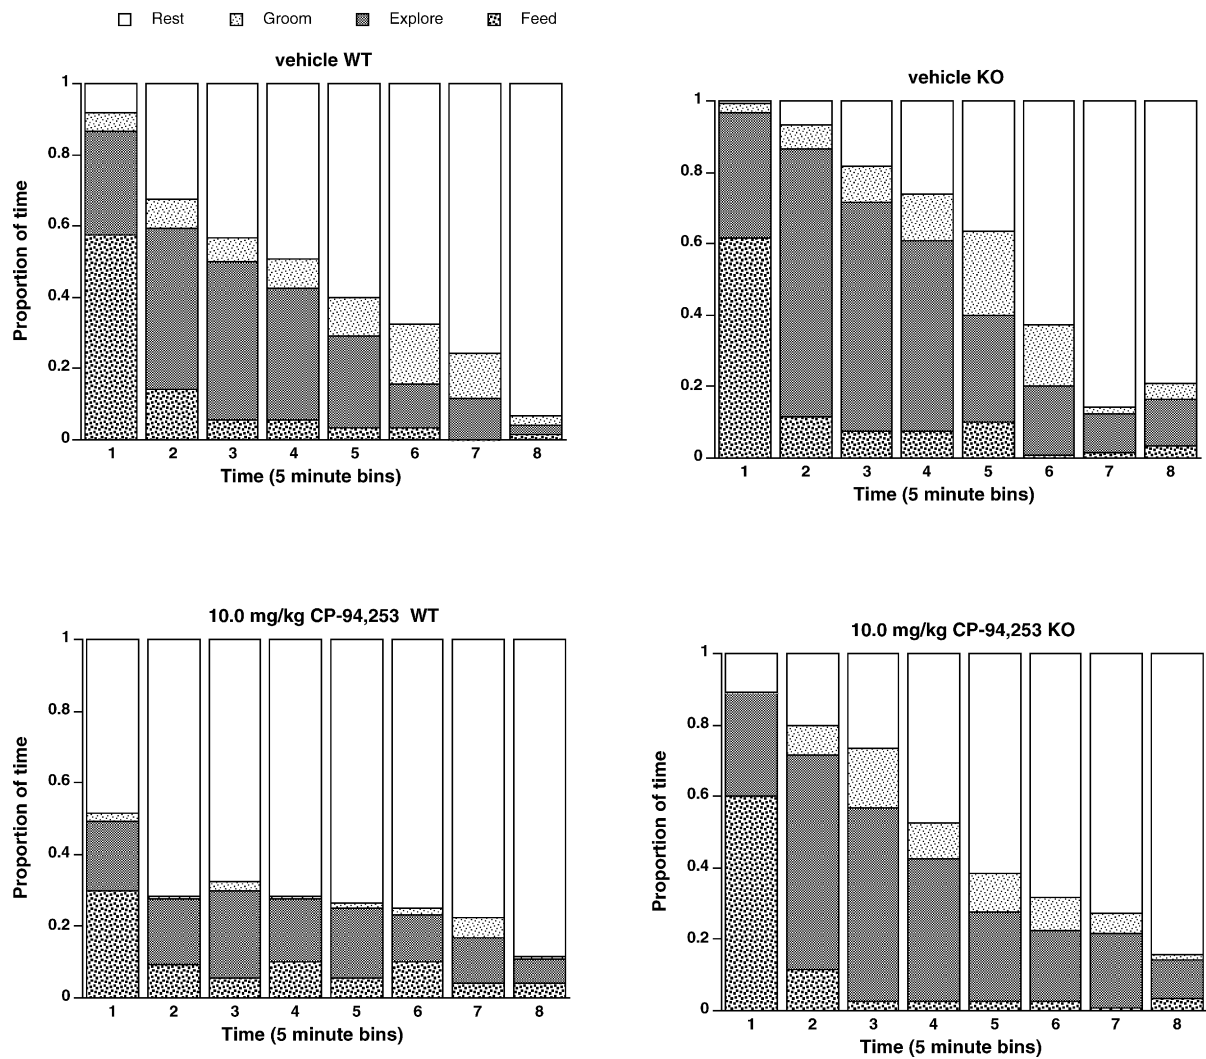 Rest Groom Explore Feed
vehicle WT
Proportion of time
1
0.8
0.6
0.4
0.2
0
1 2 3 4 5 6 7 8
Time (5 minute bins)
vehicle KO
1
0.8
0.6
0.4
0.2
0
1 2 3 4 5 6 7 8
Time (5 minute bins)
10.0 mg/kg CP-94,253 WT
Proportion of time
1
0.8
0.6
0.4
0.2
0
1 2 3 4 5 6 7 8
Time (5 minute bins)
10.0 mg/kg CP-94,253 KO
Proportion of time
1
0.8
0.6
0.4
0.2
0
1 2 3 4 5 6 7 8
Time (5 minute bins)